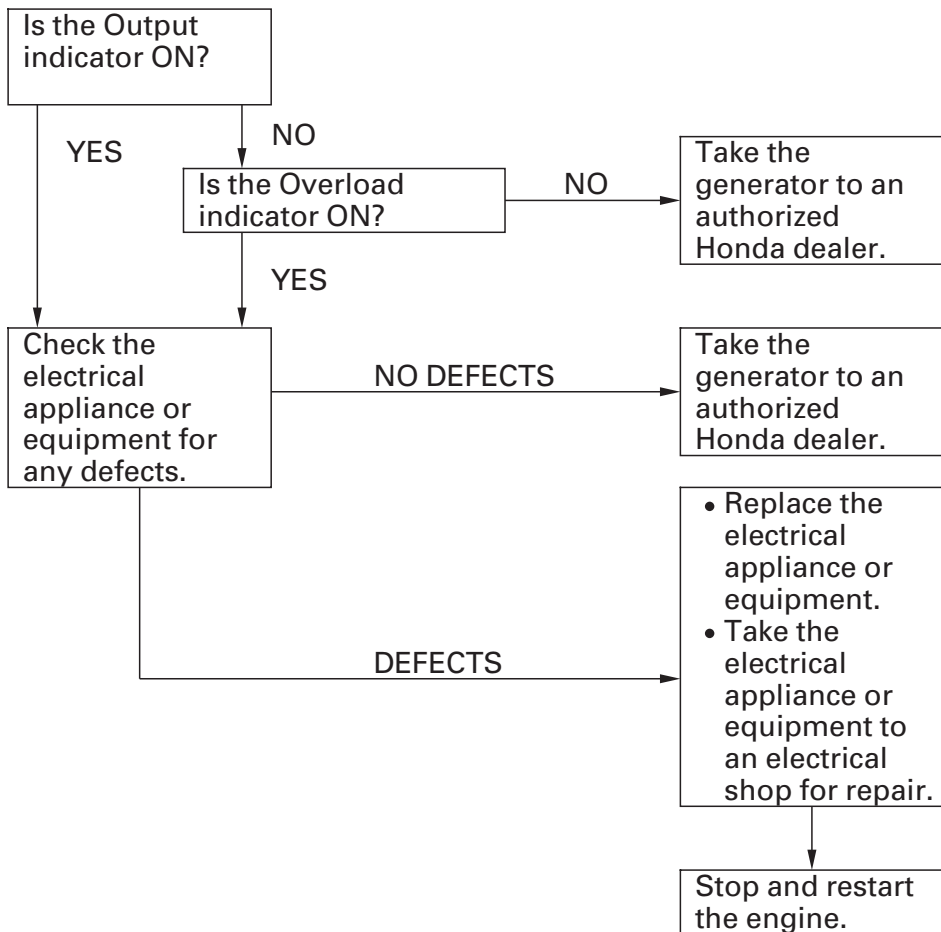 Is the Output
indicator ON?
YES
NO
Is the Overload
indicator ON?
NO
Take the
generator to an
authorized
Honda dealer.
YES
Check the
electrical
appliance or
equipment for
any defects.
NO DEFECTS
Take the
generator to an
authorized
Honda dealer.
DEFECTS
• Replace the
electrical
appliance or
equipment.
• Take the
electrical
appliance or
equipment to
an electrical
shop for repair.
Stop and restart
the engine.